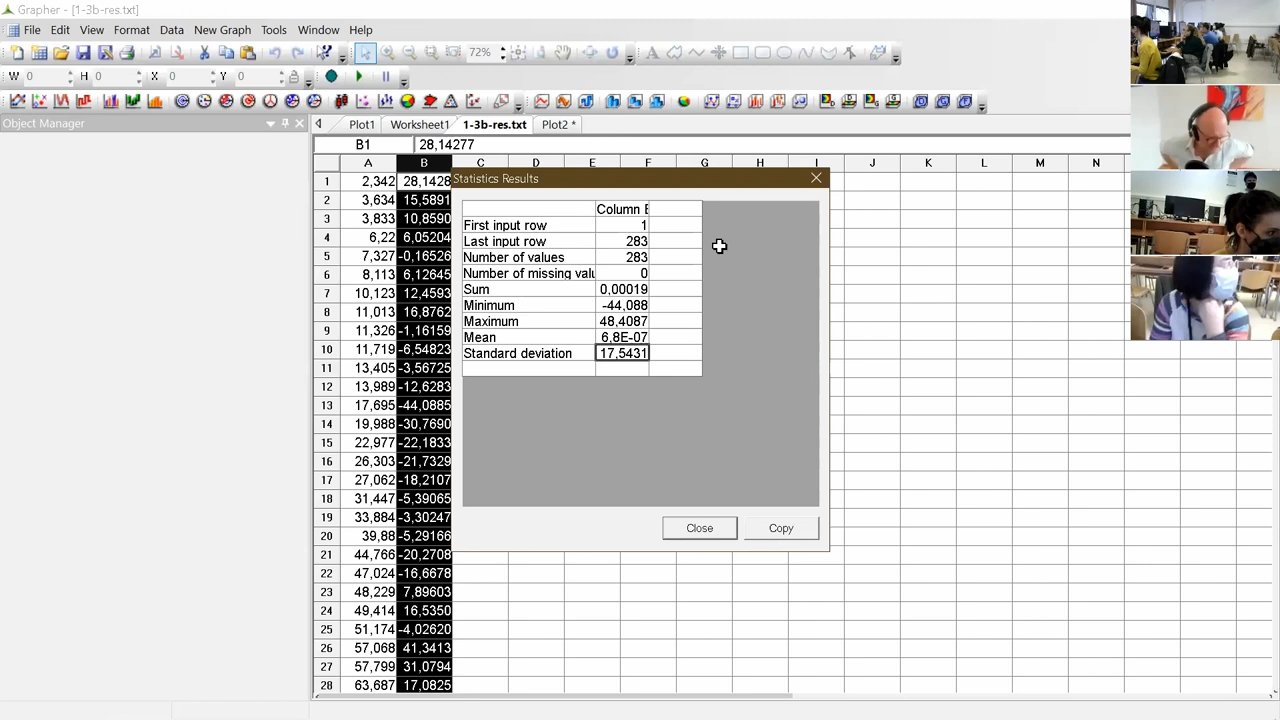 Grapher - [1-3b-res.txt]
File Edit View Format Data New Graph Tools Window Help
72%
W 0 H 0 X 0 Y 0
Object Manager
Plot1 Worksheet1 1-3b-res.txt Plot2 *
B1 28,14277
A B C D E F G H I J K L M N
1 2,342 28,1428
2 3,634 15,5891
3 3,833 10,8590
4 6,22 6,05204
5 7,327 -0,16526
6 8,113 6,12645
7 10,123 12,4593
8 11,013 16,8762
9 11,326 -1,16159
10 11,719 -6,54823
11 13,405 -3,56725
12 13,989 -12,6283
13 17,695 -44,0885
14 19,988 -30,7690
15 22,977 -22,1833
16 26,303 -21,7329
17 27,062 -18,2107
18 31,447 -5,39065
19 33,884 -3,30247
20 39,88 -5,29166
21 44,766 -20,2708
22 47,024 -16,6678
23 48,229 7,89603
24 49,414 16,5350
25 51,174 -4,02620
26 57,068 41,3413
27 57,799 31,0794
28 63,687 17,0825
Statistics Results
Column
First input row 1
Last input row 283
Number of values 283
Number of missing valu 0
Sum 0,00019
Minimum -44,088
Maximum 48,4087
Mean 6,8E-07
Standard deviation 17,5431
Close Copy